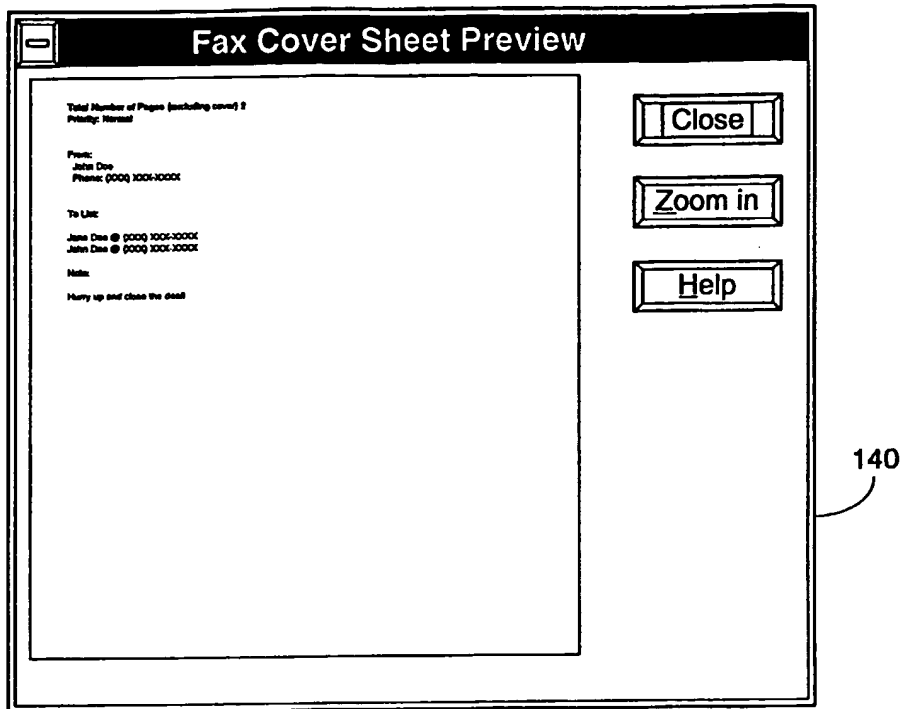 Fax Cover Sheet Preview
Total Number of Pages (excluding cover) 2
Priority: Normal
From:
John Doe
Phone: (XXX) XXX-XXXX
To List:
Jane Doe @ (XXX) XXX-XXXX
John Doe @ (XXX) XXX-XXXX
Note:
Hurry up and close the deal!
Close
Zoom in
Help
140